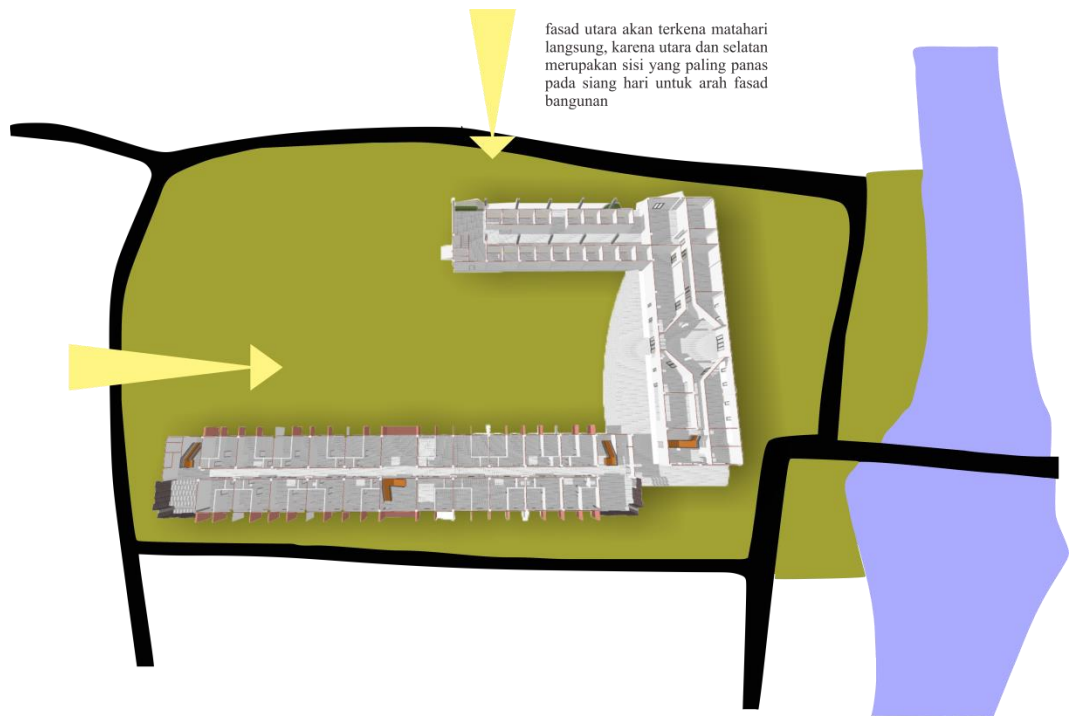 fasad utara akan terkena matahari
langsung, karena utara dan selatan
merupakan sisi yang paling panas
pada siang hari untuk arah fasad
bangunan